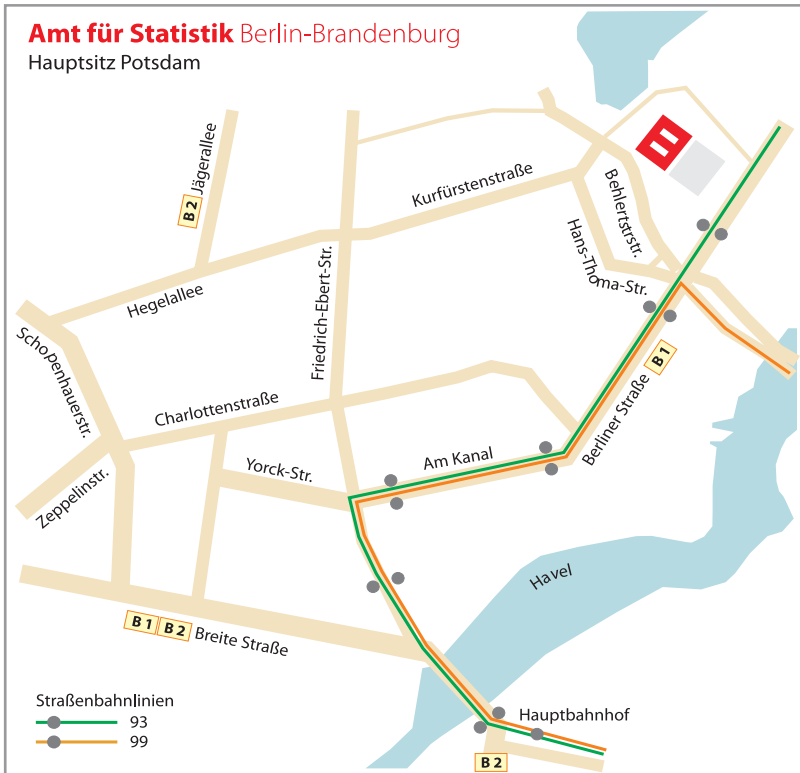 Amt für Statistik Berlin-Brandenburg
Hauptsitz Potsdam
B 2 Jägerallee
Kurfürstenstraße
Behlertstrstr.
Hans-Thoma-Str.
Hegelallee
Friedrich-Ebert-Str.
Schopenhauerstr.
Charlottenstraße
Berliner Straße B 1
Am Kanal
Yorck-Str.
Zeppelinstr.
Havel
B 1 B 2 Breite Straße
Straßenbahnlinien
93
99
Hauptbahnhof
B 2